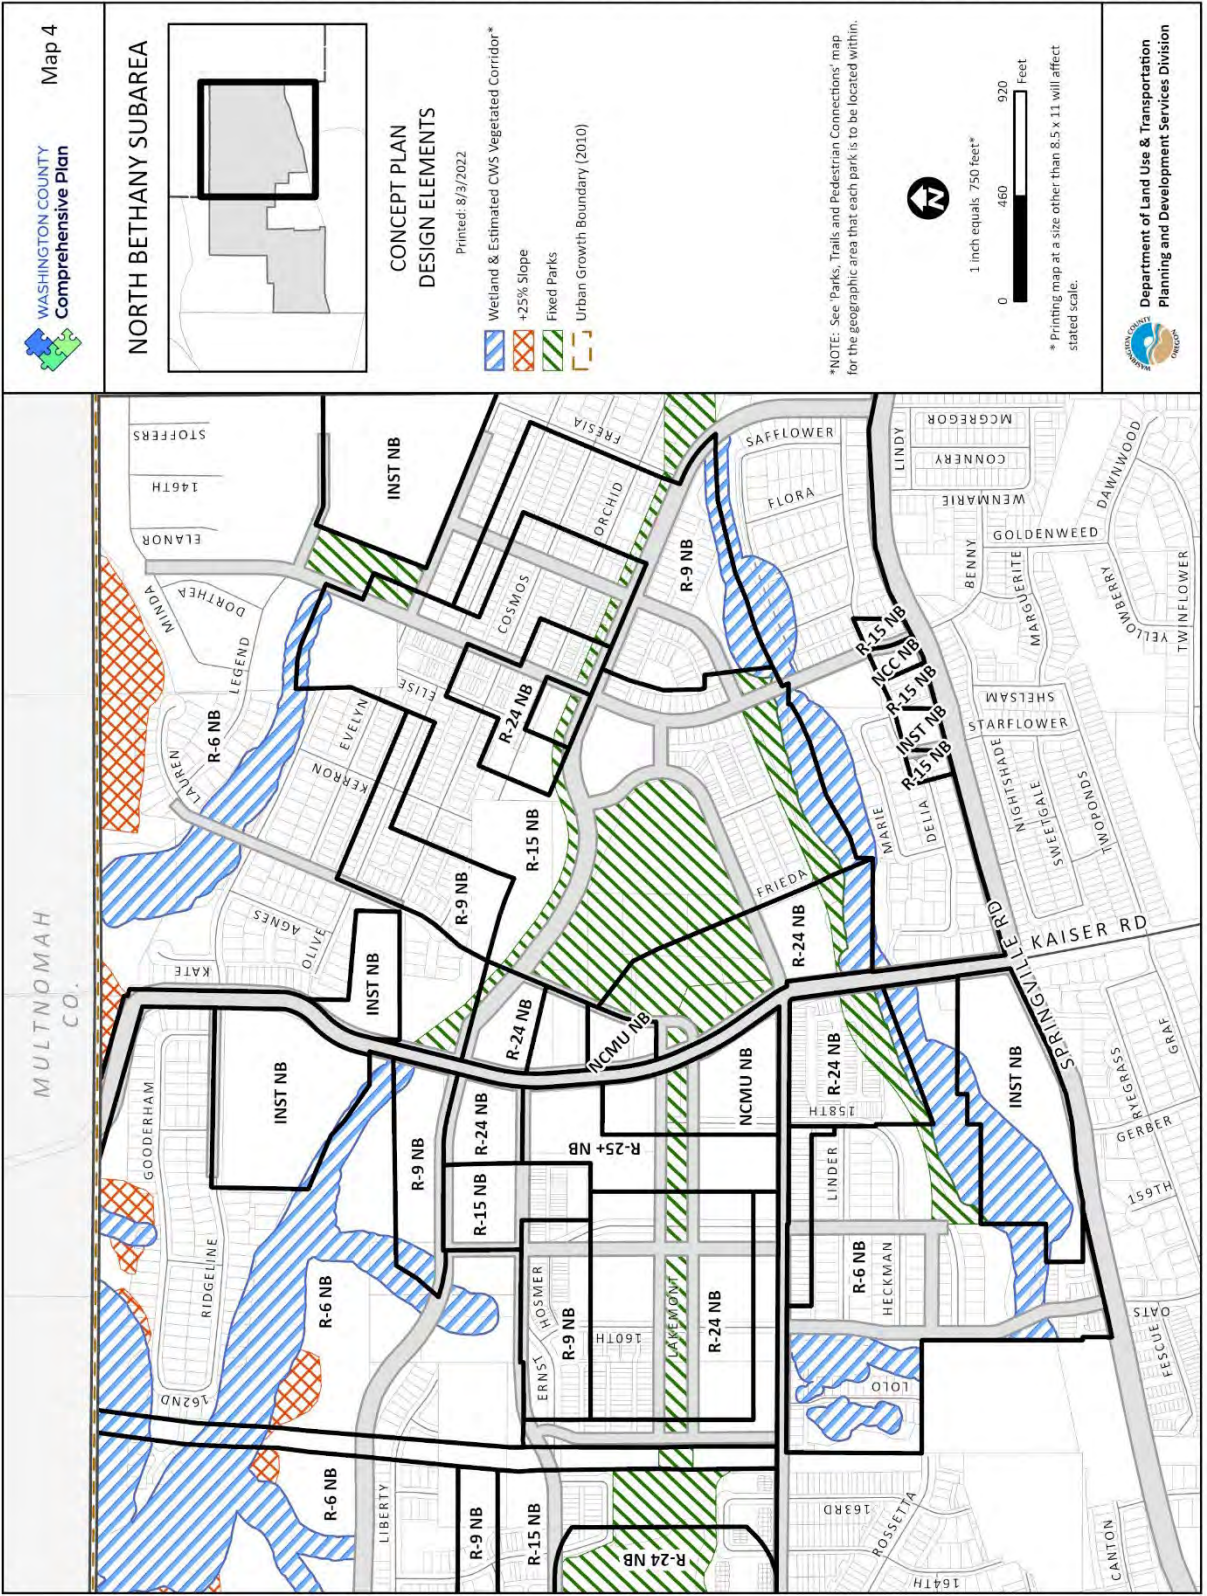 WASHINGTON COUNTY
Comprehensive Plan
Map 4
NORTH BETHANY SUBAREA
CONCEPT PLAN
DESIGN ELEMENTS
Printed: 8/3/2022
Wetland & Estimated CWS Vegetated Corridor*
+25% Slope
Fixed Parks
Urban Growth Boundary (2010)
*NOTE: See 'Parks, Trails and Pedestrian Connections' map
for the geographic area that each park is to be located within.
N
1 inch equals 750 feet*
0
460
920
Feet
* Printing map at a size other than 8.5 x 11 will affect
stated scale.
WASHINGTON COUNTY
OREGON
Department of Land Use & Transportation
Planning and Development Services Division
MULTNOMAH
CO.
STOFFERS
146TH
ELANOR
MINDA
DORTHEA
LEGEND
LAUREN
R-6 NB
INST NB
FRESIA
ORCHID
COSMOS
ELISE
EVELYN
KERRON
R-24 NB
R-15 NB
R-9 NB
AGNES
OLIVE
KATE
INST NB
R-9 NB
SAFFLOWER
FLORA
LINDY
MCGREGOR
CONNERY
WENMARIE
DAWNWOOD
GOLDENWEED
BENNY
MARGUERITE
YELLOWBERRY
TWINFLOWER
R-15 NB
NCC NB
R-15 NB
INST NB
R-15 NB
SHELSAM
STARFLOWER
NIGHTSHADE
SWEETGALE
TWOPONDS
MARIE
DELIA
FRIEDA
R-24 NB
R-24 NB
NCMU NB
NCMU NB
KAISER RD
SPRINGVILLE RD
GOODERHAM
INST NB
RIDGELINE
162ND
R-6 NB
R-9 NB
R-24 NB
R-15 NB
R-25+ NB
R-24 NB
158TH
LINDER
INST NB
RYEGRASS
GRAF
GERBER
159TH
HOSMER
ERNST
R-9 NB
160TH
LAKEMONT
R-24 NB
R-6 NB
HECKMAN
LOLO
OATS
FESCUE
R-6 NB
LIBERTY
R-9 NB
R-15 NB
R-24 NB
163RD
ROSSETTA
164TH
CANTON